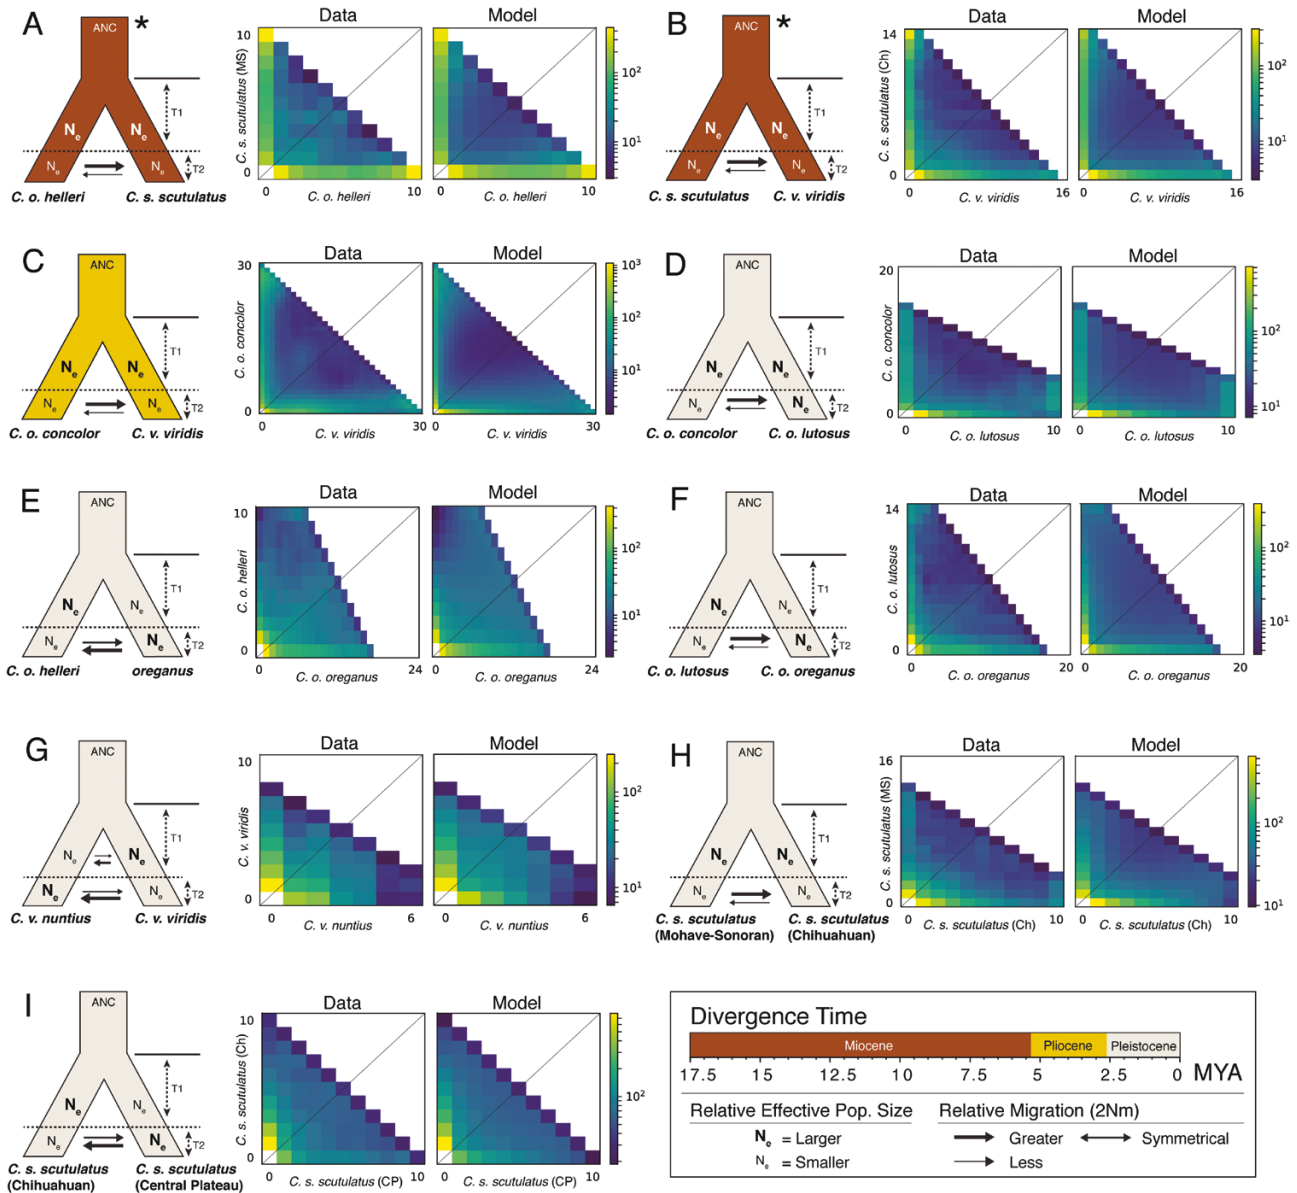 A
ANC
*
Ne
Ne
T1
Ne
Ne
T2
C. o. helleri
C. s. scutulatus
Data
Model
C. s. scutulatus (MS)
10
0
0
10
C. o. helleri
0
10
C. o. helleri
10²
10¹
B
ANC
*
Ne
Ne
T1
Ne
Ne
T2
C. s. scutulatus
C. v. viridis
Data
Model
C. s. scutulatus (Ch)
14
0
0
16
C. v. viridis
0
16
C. v. viridis
10²
10¹
C
ANC
Ne
Ne
T1
Ne
Ne
T2
C. o. concolor
C. v. viridis
Data
Model
C. o. concolor
30
0
0
30
C. v. viridis
0
30
C. v. viridis
10³
10²
10¹
D
ANC
Ne
Ne
T1
Ne
Ne
T2
C. o. concolor
C. o. lutosus
Data
Model
C. o. concolor
20
0
0
10
C. o. lutosus
0
10
C. o. lutosus
10²
10¹
E
ANC
Ne
Ne
T1
Ne
Ne
T2
C. o. helleri
oreganus
Data
Model
C. o. helleri
10
0
0
24
C. o. oreganus
0
24
C. o. oreganus
10²
10¹
F
ANC
Ne
Ne
T1
Ne
Ne
T2
C. o. lutosus
C. o. oreganus
Data
Model
C. o. lutosus
14
0
0
20
C. o. oreganus
0
20
C. o. oreganus
10²
10¹
G
ANC
Ne
Ne
T1
Ne
Ne
T2
C. v. nuntius
C. v. viridis
Data
Model
C. v. viridis
10
0
0
6
C. v. nuntius
0
6
C. v. nuntius
10²
10¹
H
ANC
Ne
Ne
T1
Ne
Ne
T2
C. s. scutulatus
(Mohave-Sonoran)
C. s. scutulatus
(Chihuahuan)
Data
Model
C. s. scutulatus (MS)
16
0
0
10
C. s. scutulatus (Ch)
0
10
C. s. scutulatus (Ch)
10²
10¹
I
ANC
Ne
Ne
T1
Ne
Ne
T2
C. s. scutulatus
(Chihuahuan)
C. s. scutulatus
(Central Plateau)
Data
Model
C. s. scutulatus (Ch)
10
0
0
10
C. s. scutulatus (CP)
0
10
C. s. scutulatus (CP)
10²
Divergence Time
Miocene
Pliocene
Pleistocene
17.5 15 12.5 10 7.5 5 2.5 0 MYA
Relative Effective Pop. Size
Ne = Larger
Ne = Smaller
Relative Migration (2Nm)
Greater
Symmetrical
Less